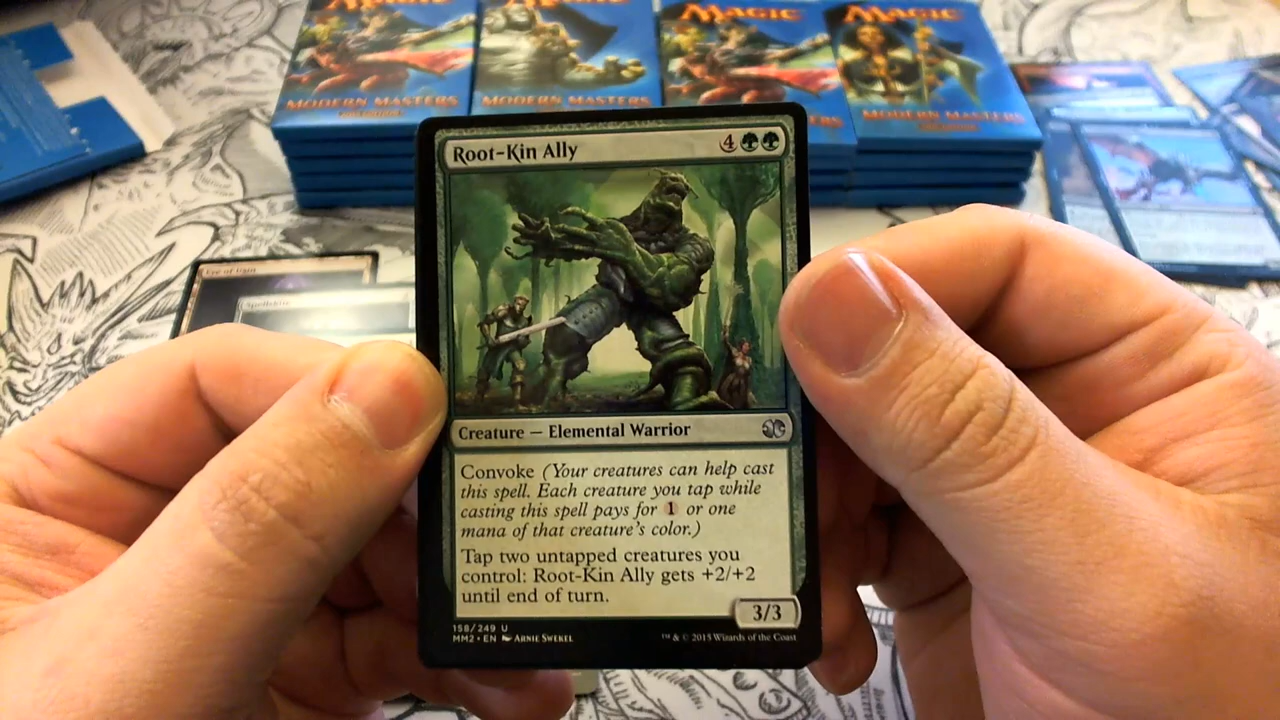 MAGIC
MAGIC
MODERN MASTERS
MODERN MASTERS
MODERN MASTERS
Root-Kin Ally
4
Creature — Elemental Warrior
Convoke (Your creatures can help cast
this spell. Each creature you tap while
casting this spell pays for 1 or one
mana of that creature's color.)
Tap two untapped creatures you
control: Root-Kin Ally gets +2/+2
until end of turn.
3/3
158/249 U
MM2 • EN Arnie Swekel
™ & © 2015 Wizards of the Coast